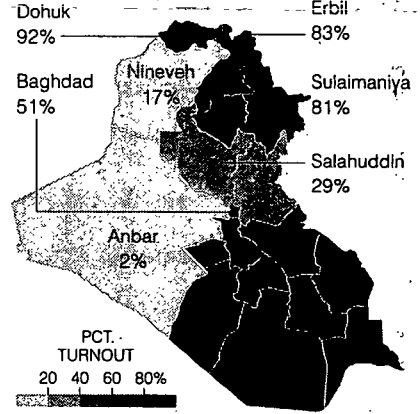 Dohuk
92%
Erbil
83%
Nineveh
17%
Baghdad
51%
Sulaimaniya
81%
Salahuddin
29%
Anbar
2%
PCT.
TURNOUT
20 40 60 80%